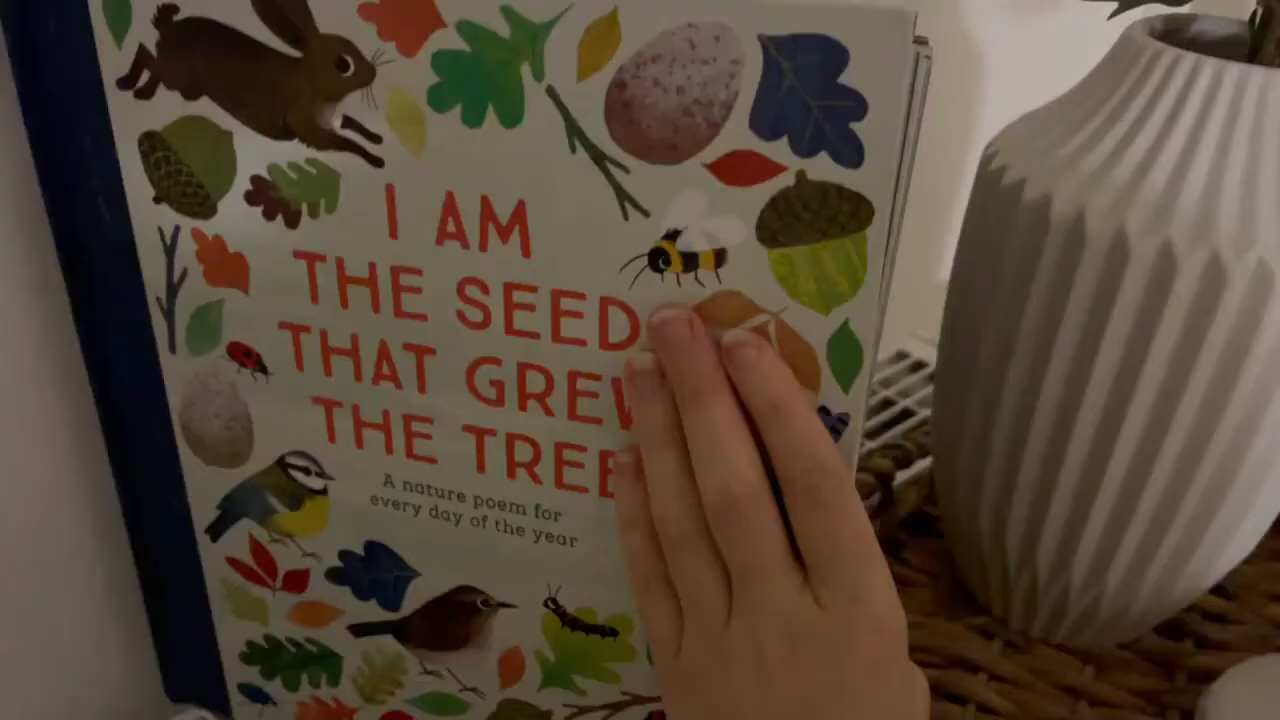 I AM
THE SEED
THAT GREW
THE TREE
A nature poem for
every day of the year